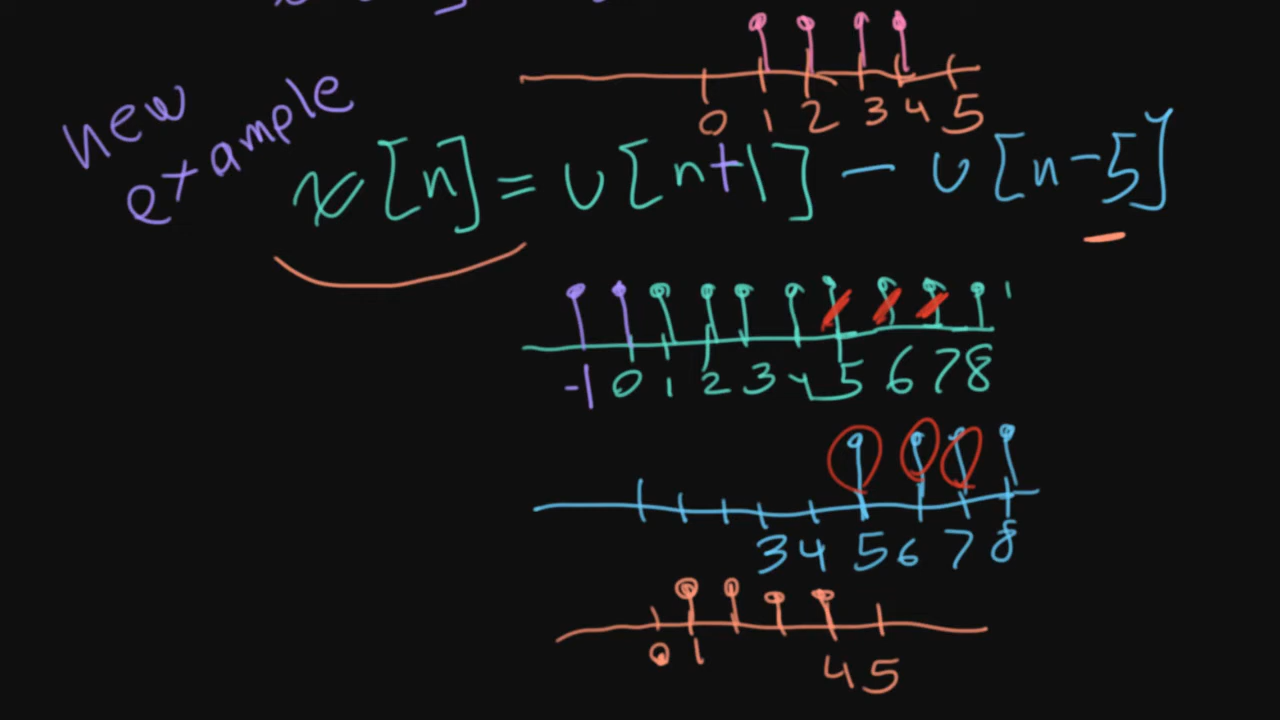 0 1 2 3 4 5
new
example
x[n] = u[n+1] - u[n-5]
-1 0 1 2 3 4 5 6 7 8
3 4 5 6 7 8
0 1 4 5